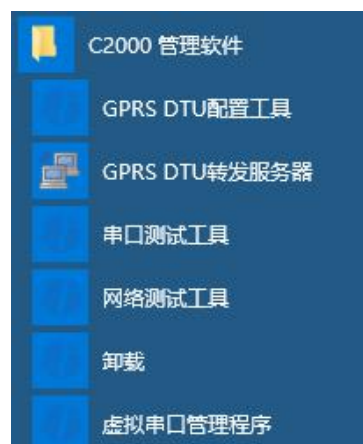 C2000 管理软件
GPRS DTU配置工具
GPRS DTU转发服务器
串口测试工具
网络测试工具
卸载
虚拟串口管理程序